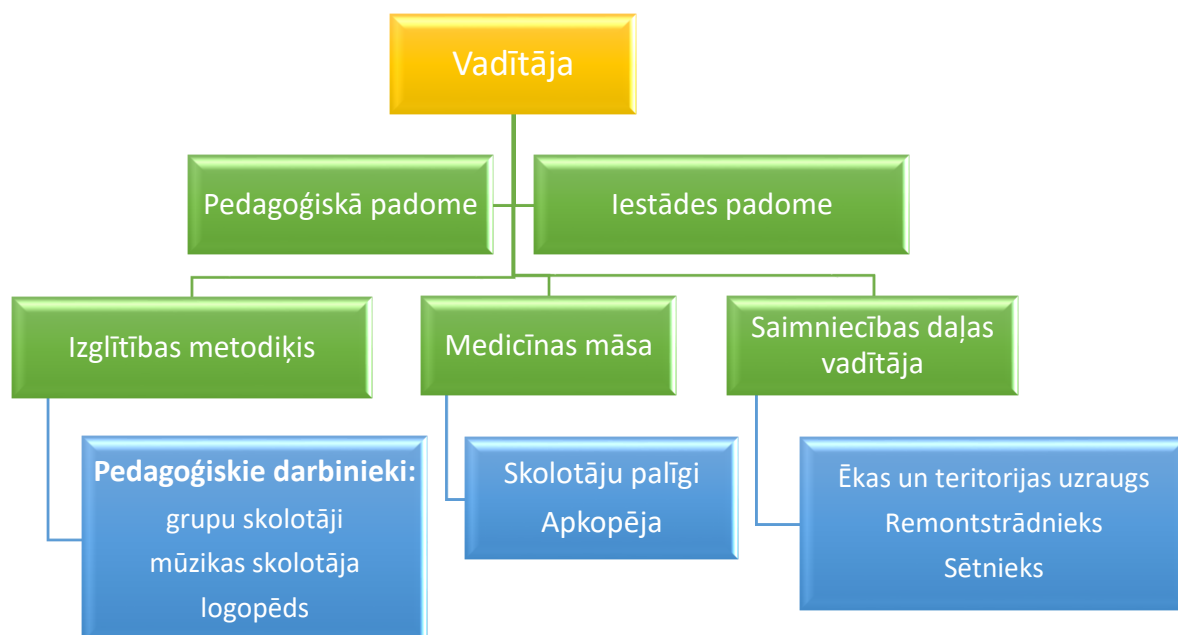 Vadītāja
Pedagoģiskā padome
Iestādes padome
Izglītības metodiķis
Medicīnas māsa
Saimniecības daļas
vadītāja
Pedagoģiskie darbinieki:
grupu skolotāji
mūzikas skolotāja
logopēds
Skolotāju palīgi
Apkopēja
Ēkas un teritorijas uzraugs
Remontstrādnieks
Sētnieks